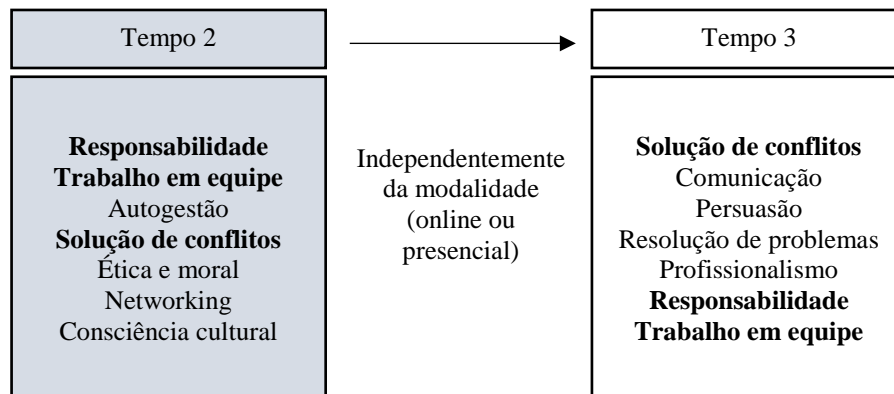 Tempo 2
Tempo 3
Responsabilidade
Trabalho em equipe
Autogestão
Solução de conflitos
Ética e moral
Networking
Consciência cultural
Independentemente
da modalidade
(online ou
presencial)
Solução de conflitos
Comunicação
Persuasão
Resolução de problemas
Profissionalismo
Responsabilidade
Trabalho em equipe